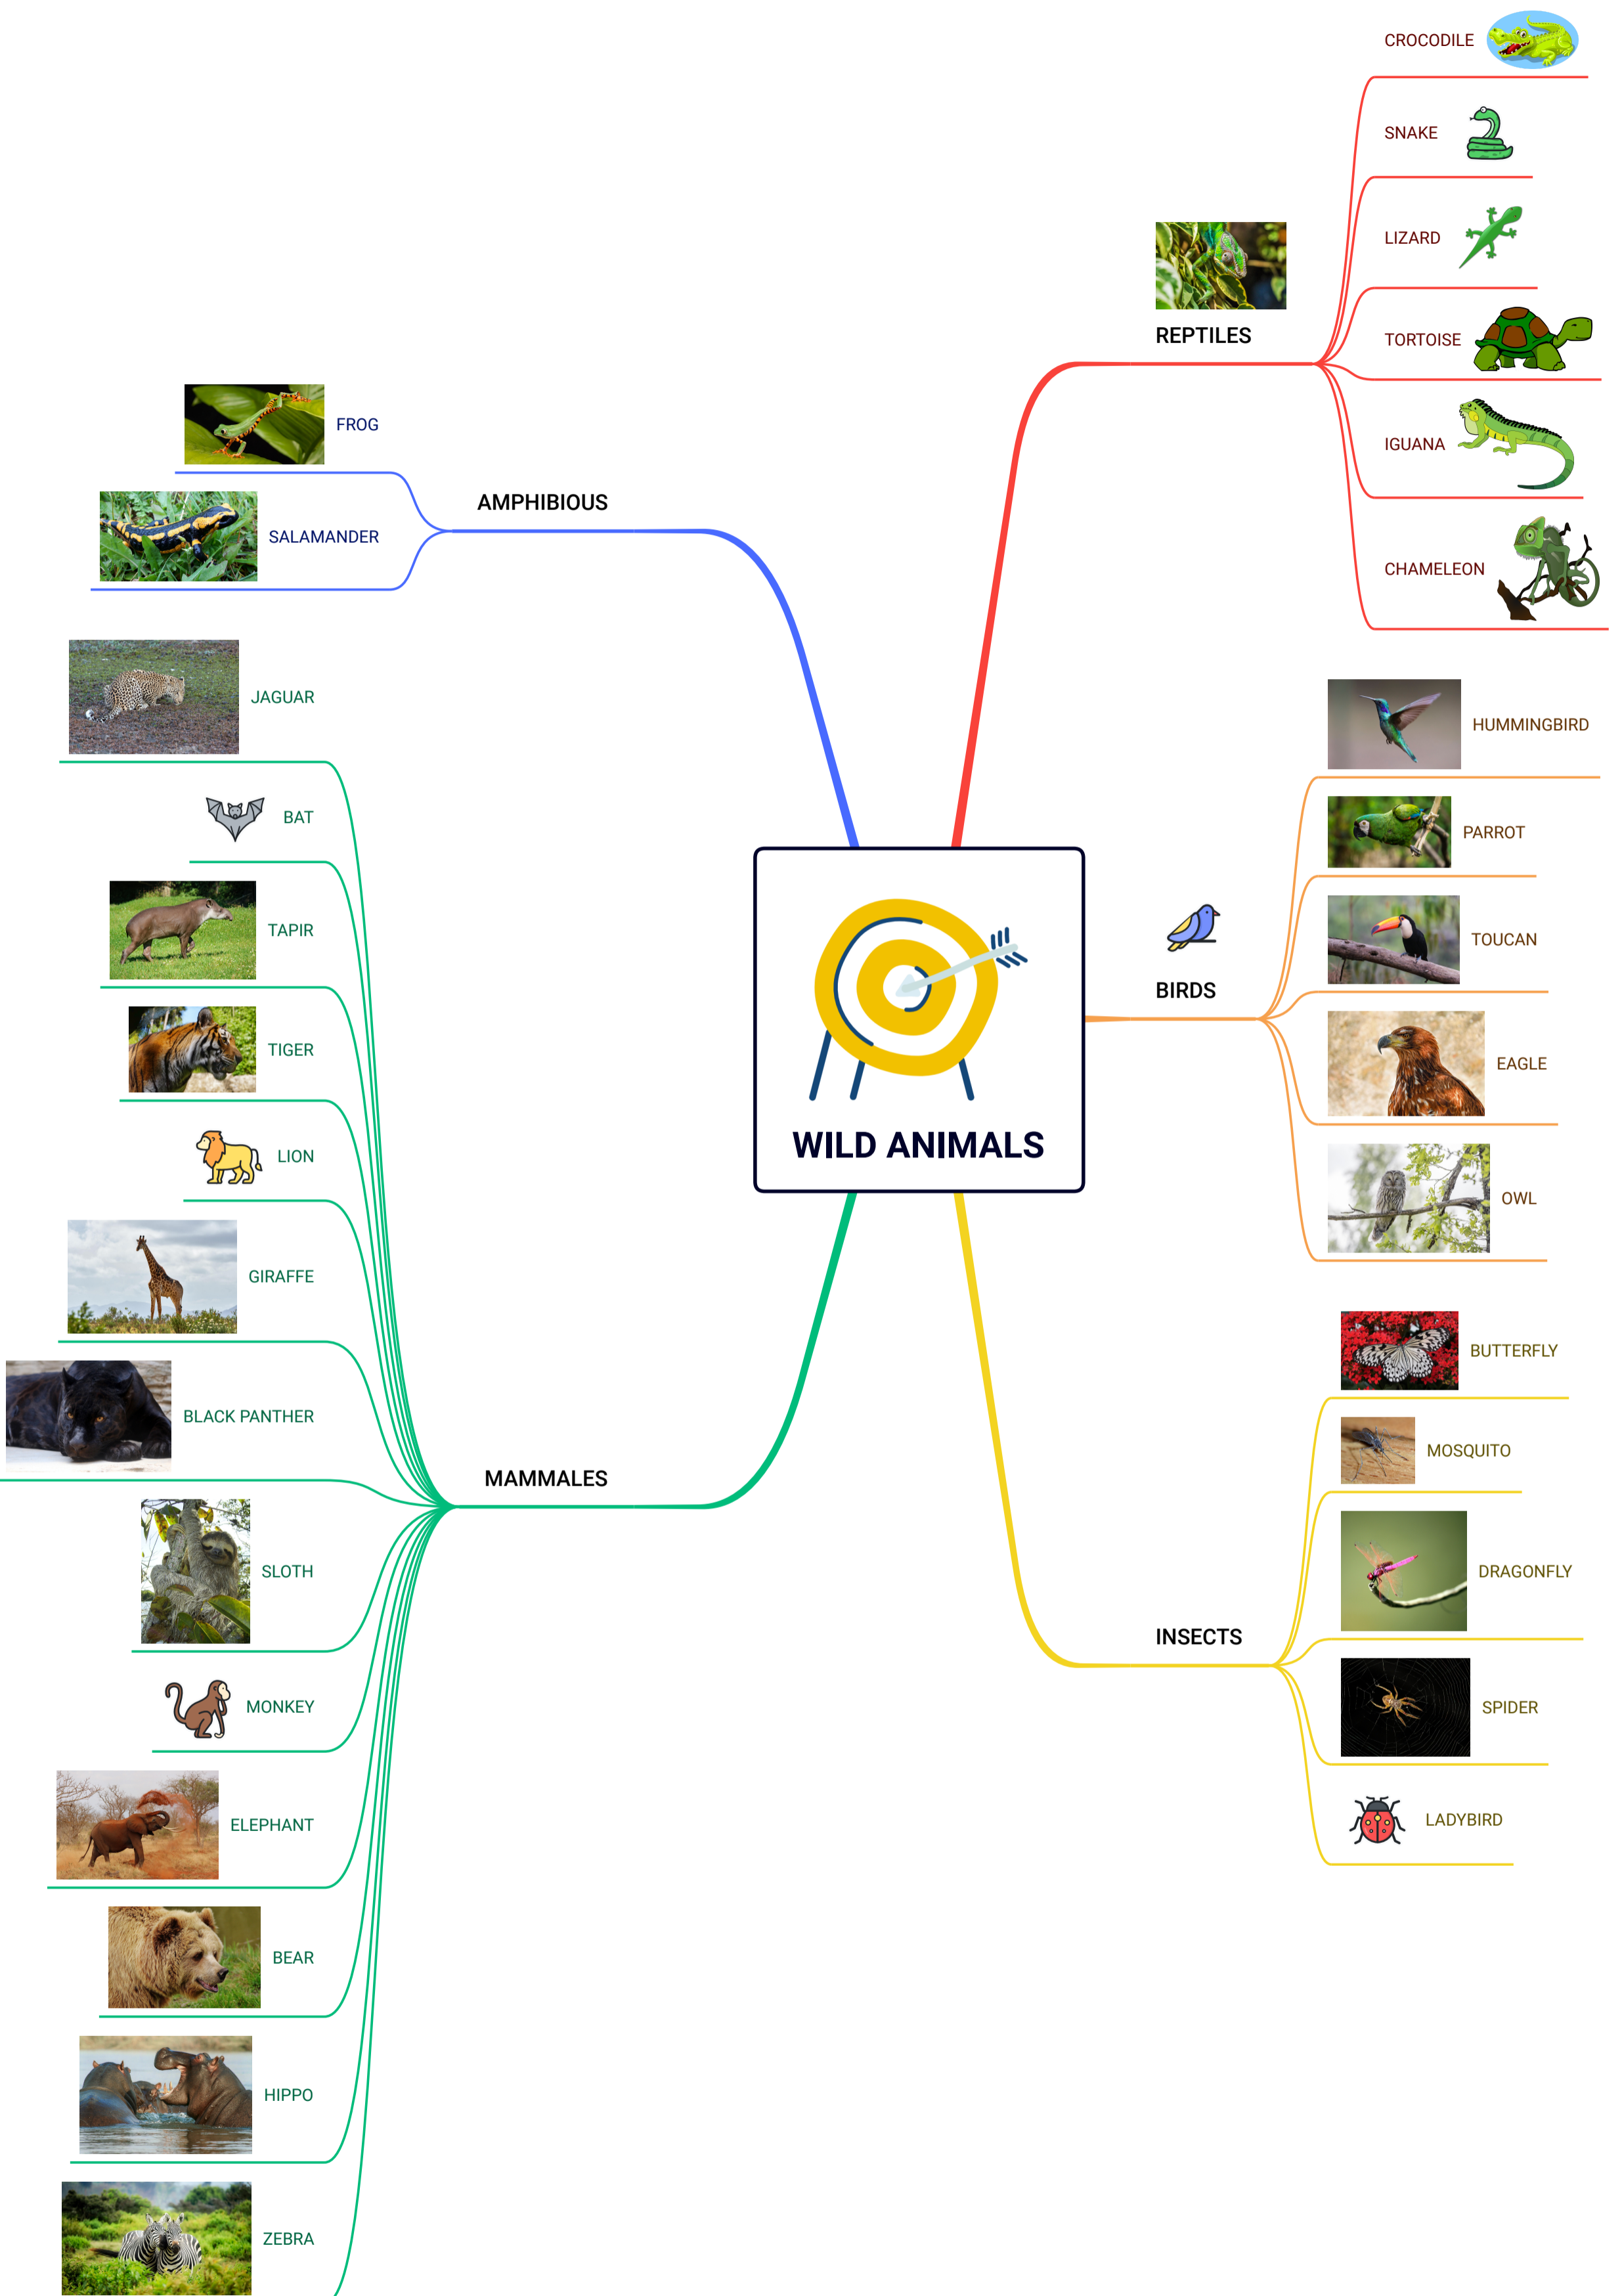 WILD ANIMALS
REPTILES
CROCODILE
SNAKE
LIZARD
TORTOISE
IGUANA
CHAMELEON
BIRDS
HUMMINGBIRD
PARROT
TOUCAN
EAGLE
OWL
INSECTS
BUTTERFLY
MOSQUITO
DRAGONFLY
SPIDER
LADYBIRD
AMPHIBIOUS
FROG
SALAMANDER
MAMMALES
JAGUAR
BAT
TAPIR
TIGER
LION
GIRAFFE
BLACK PANTHER
SLOTH
MONKEY
ELEPHANT
BEAR
HIPPO
ZEBRA